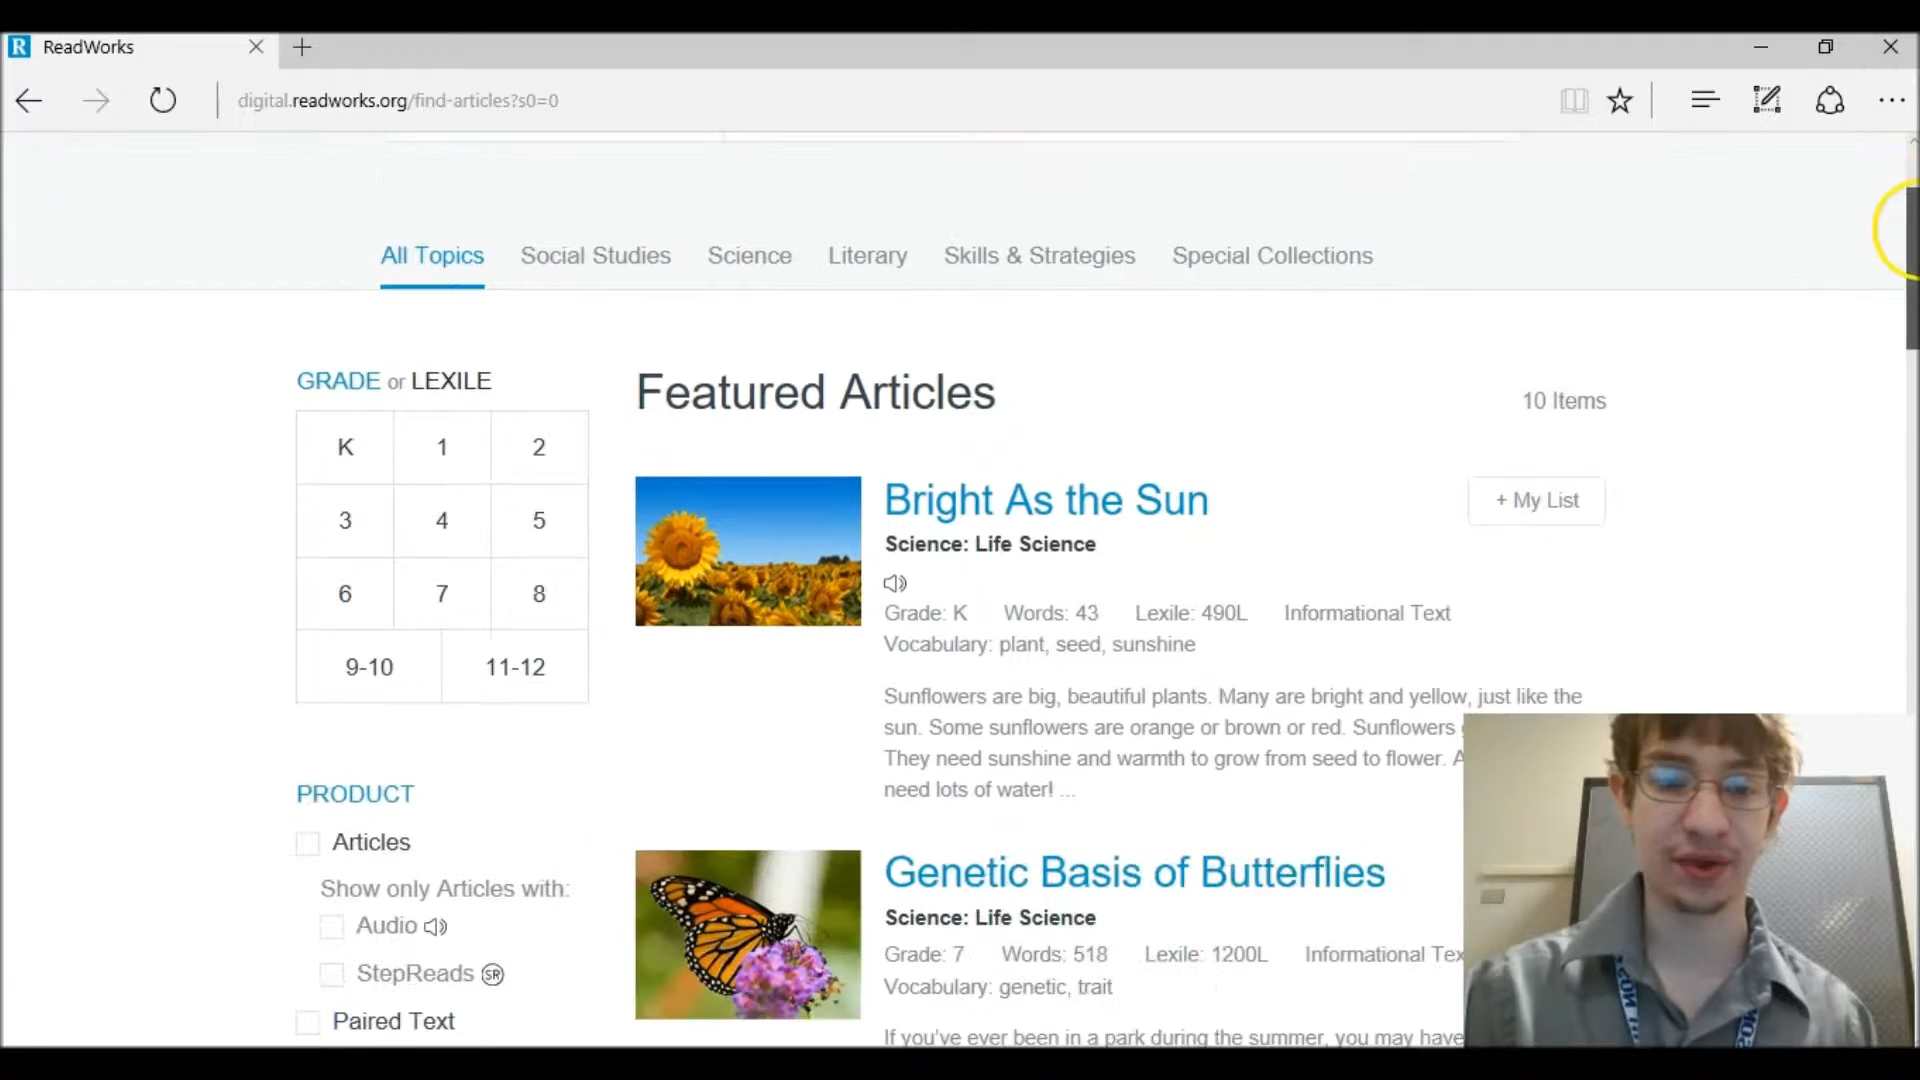 ReadWorks
digital.readworks.org/find-articles?s0=0
All Topics Social Studies Science Literary Skills & Strategies Special Collections
GRADE or LEXILE
K 1 2
3 4 5
6 7 8
9-10 11-12
PRODUCT
Articles
Show only Articles with:
Audio
StepReads SR
Paired Text
Featured Articles
10 Items
Bright As the Sun
+ My List
Science: Life Science
Grade: K Words: 43 Lexile: 490L Informational Text
Vocabulary: plant, seed, sunshine
Sunflowers are big, beautiful plants. Many are bright and yellow, just like the
sun. Some sunflowers are orange or brown or red. Sunflowers
They need sunshine and warmth to grow from seed to flower. A
need lots of water! ...
Genetic Basis of Butterflies
Science: Life Science
Grade: 7 Words: 518 Lexile: 1200L Informational Tex
Vocabulary: genetic, trait
If you've ever been in a park during the summer, you may have